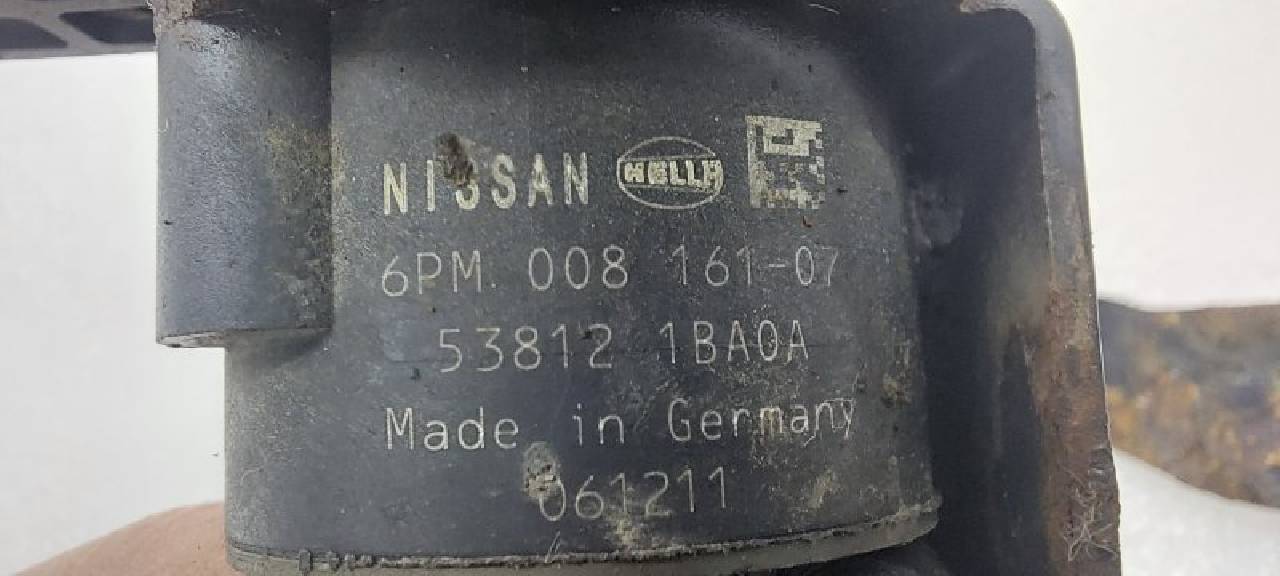 NISSAN HELLA
6PM. 008 161-07
53812 1BA0A
Made in Germany
061211